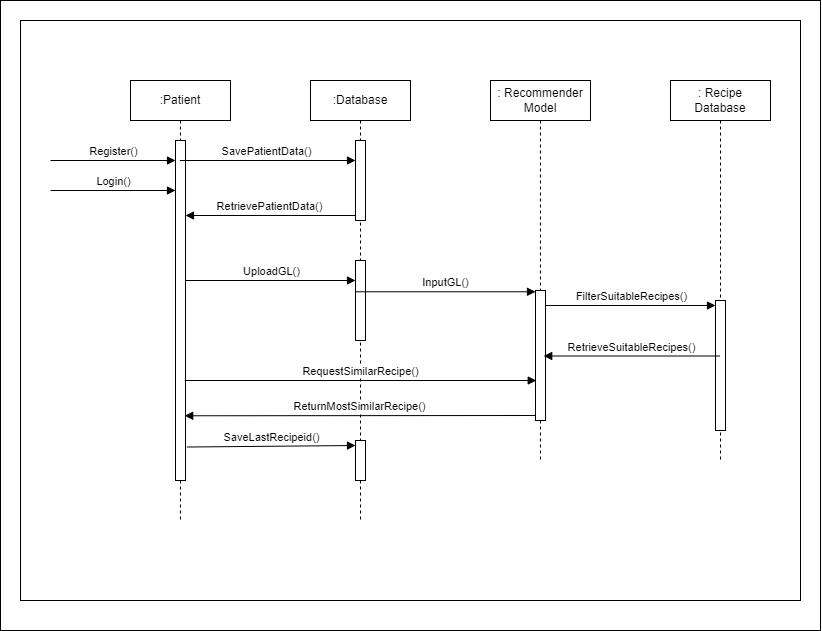 :Patient
:Database
: Recommender
Model
: Recipe
Database
Register()
SavePatientData()
Login()
RetrievePatientData()
UploadGL()
InputGL()
FilterSuitableRecipes()
RetrieveSuitableRecipes()
RequestSimilarRecipe()
ReturnMostSimilarRecipe()
SaveLastRecipeid()